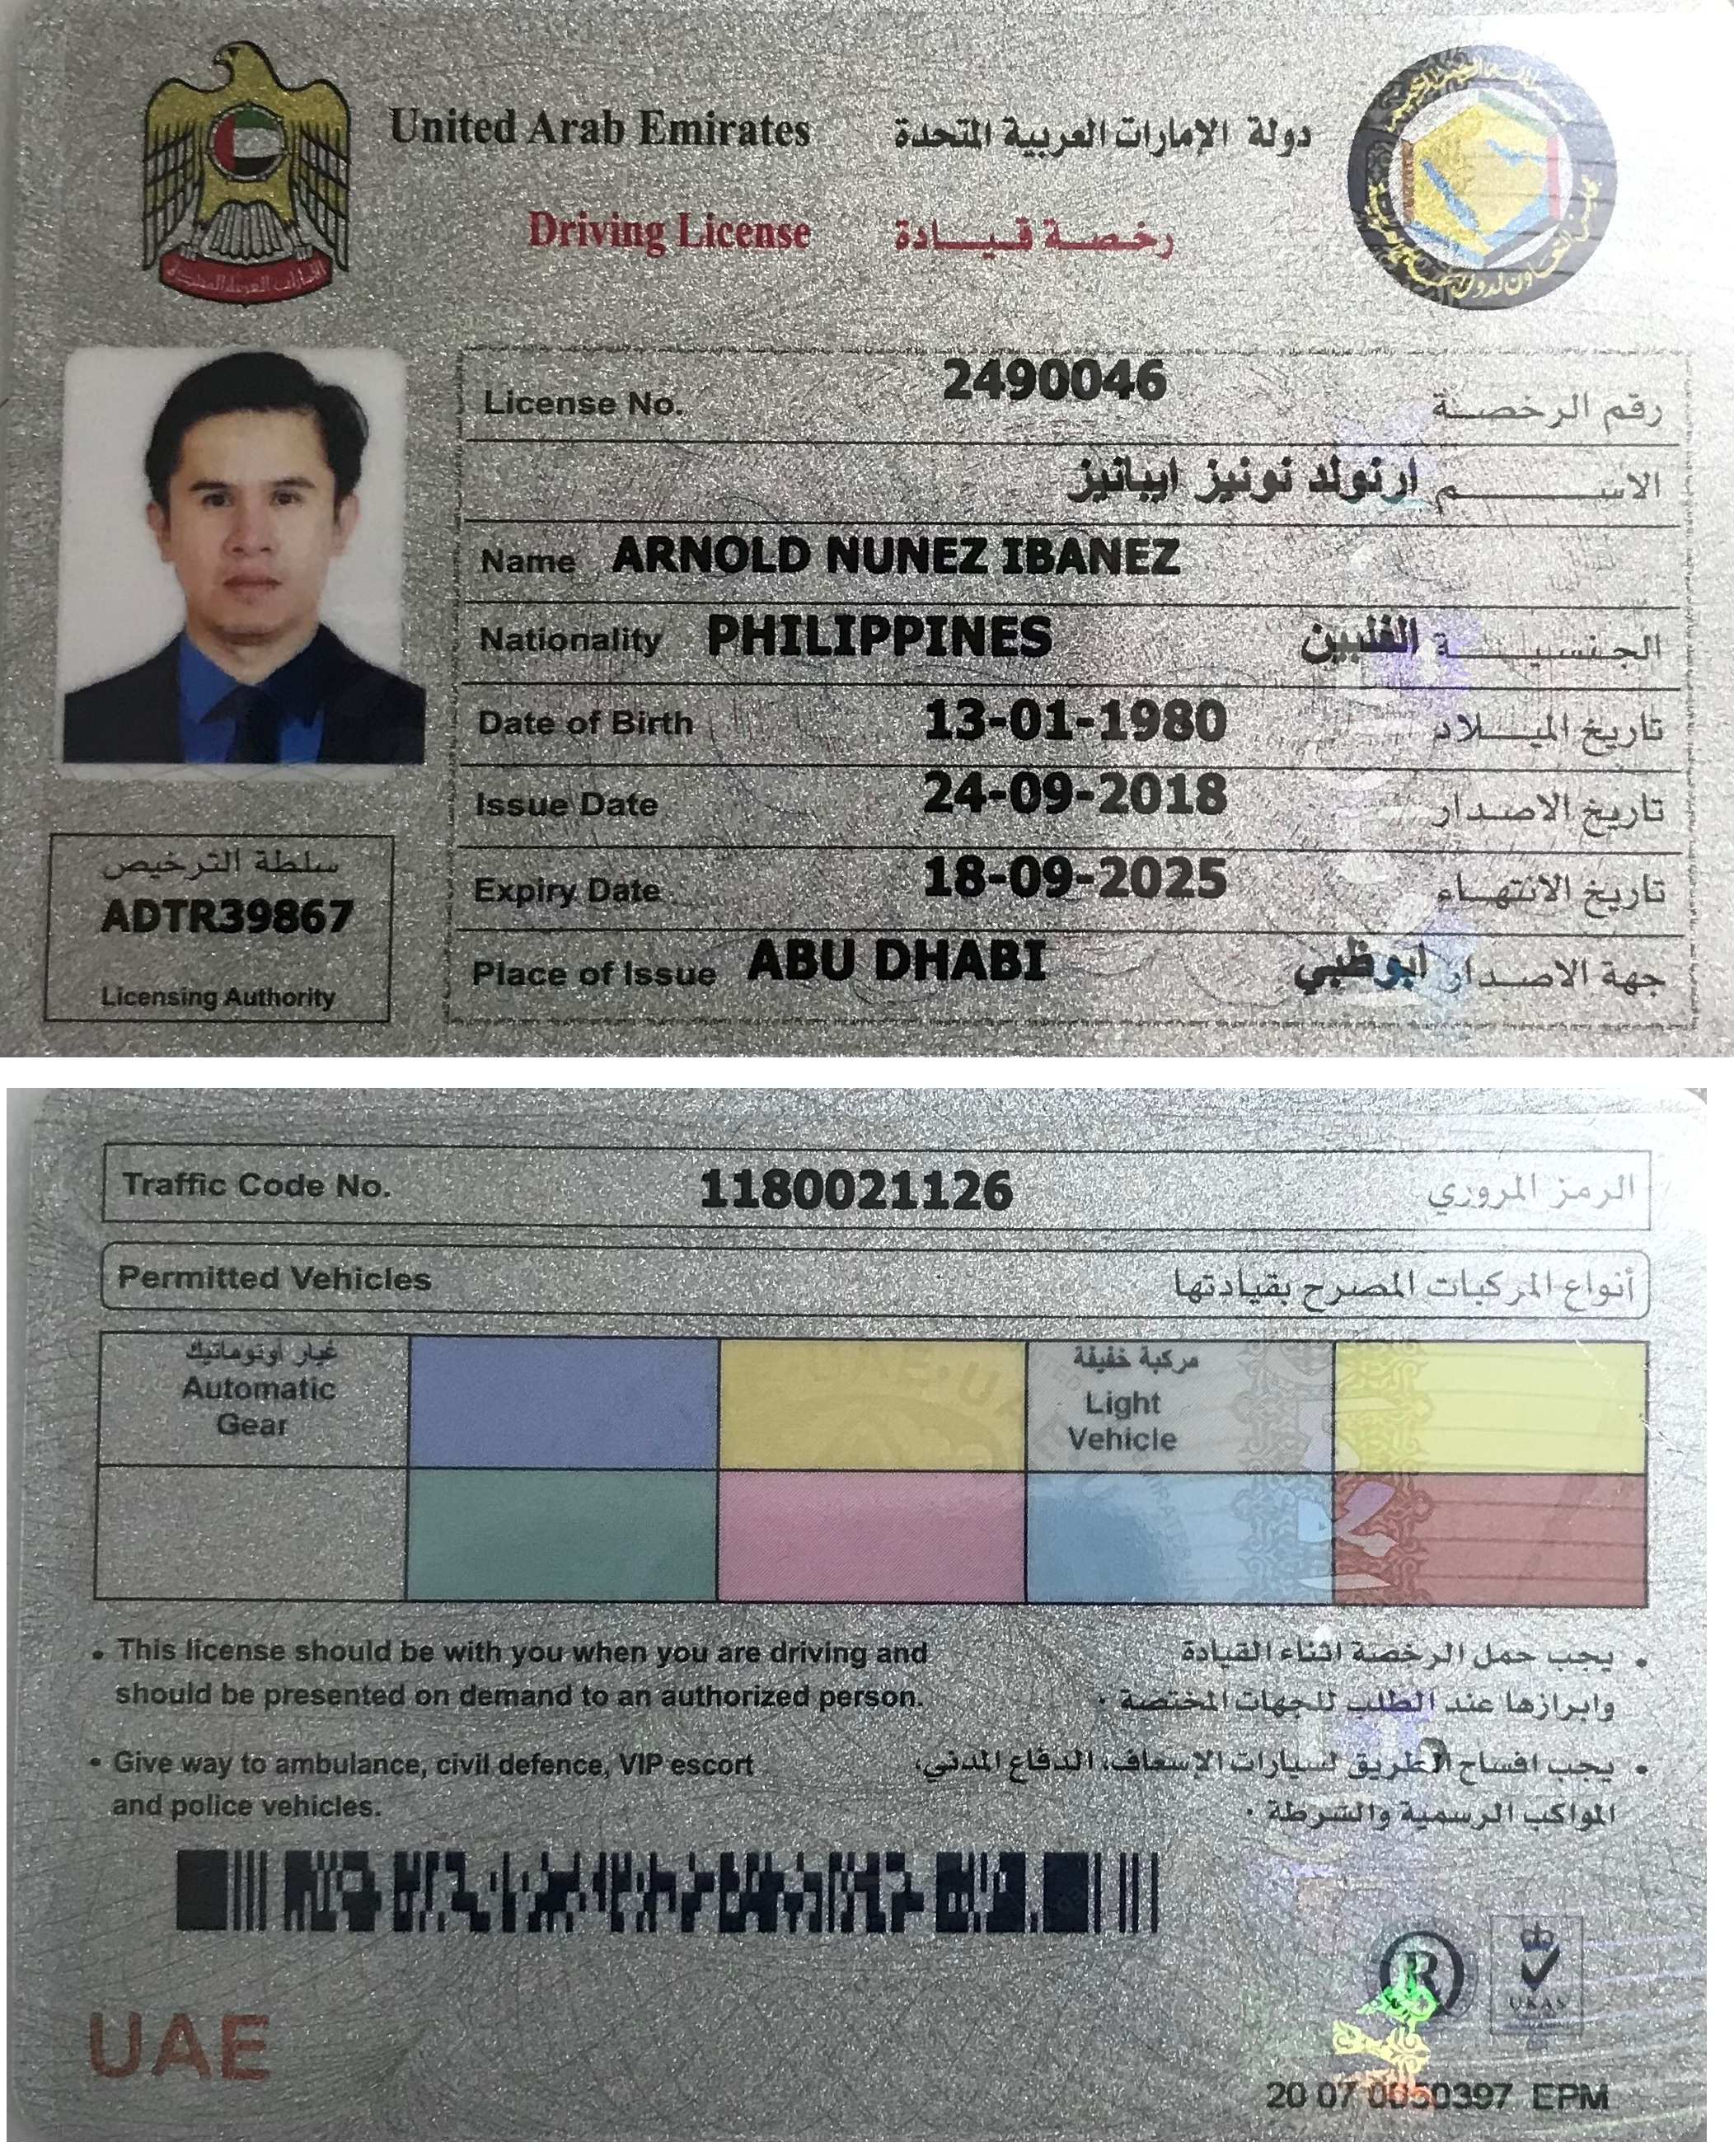 United Arab Emirates دولة الإمارات العربية المتحدة
Driving License رخصة قيادة
الإمارات العربية المتحدة
License No. 2490046 رقم الرخصة
الاسم ارنولد نونيز ايبانيز
Name ARNOLD NUNEZ IBANEZ
Nationality PHILIPPINES الجنسية الفلبين
Date of Birth 13-01-1980 تاريخ الميلاد
Issue Date 24-09-2018 تاريخ الاصدار
Expiry Date 18-09-2025 تاريخ الانتهاء
Place of Issue ABU DHABI جهة الاصدار ابوظبي
سلطة الترخيص
ADTR39867
Licensing Authority
Traffic Code No. 1180021126 الرمز المروري
Permitted Vehicles أنواع المركبات المصرح بقيادتها
غيار اوتوماتيك
Automatic
Gear
مركبة خفيفة
Light
Vehicle
• This license should be with you when you are driving and
should be presented on demand to an authorized person.
• يجب حمل الرخصة اثناء القيادة
وابرازها عند الطلب للجهات المختصة .
• Give way to ambulance, civil defence, VIP escort
and police vehicles.
• يجب افساح الطريق لسيارات الإسعاف، الدفاع المدني،
المواكب الرسمية والشرطة .
UAE
R
UKAS
20 07 0050397 EPM